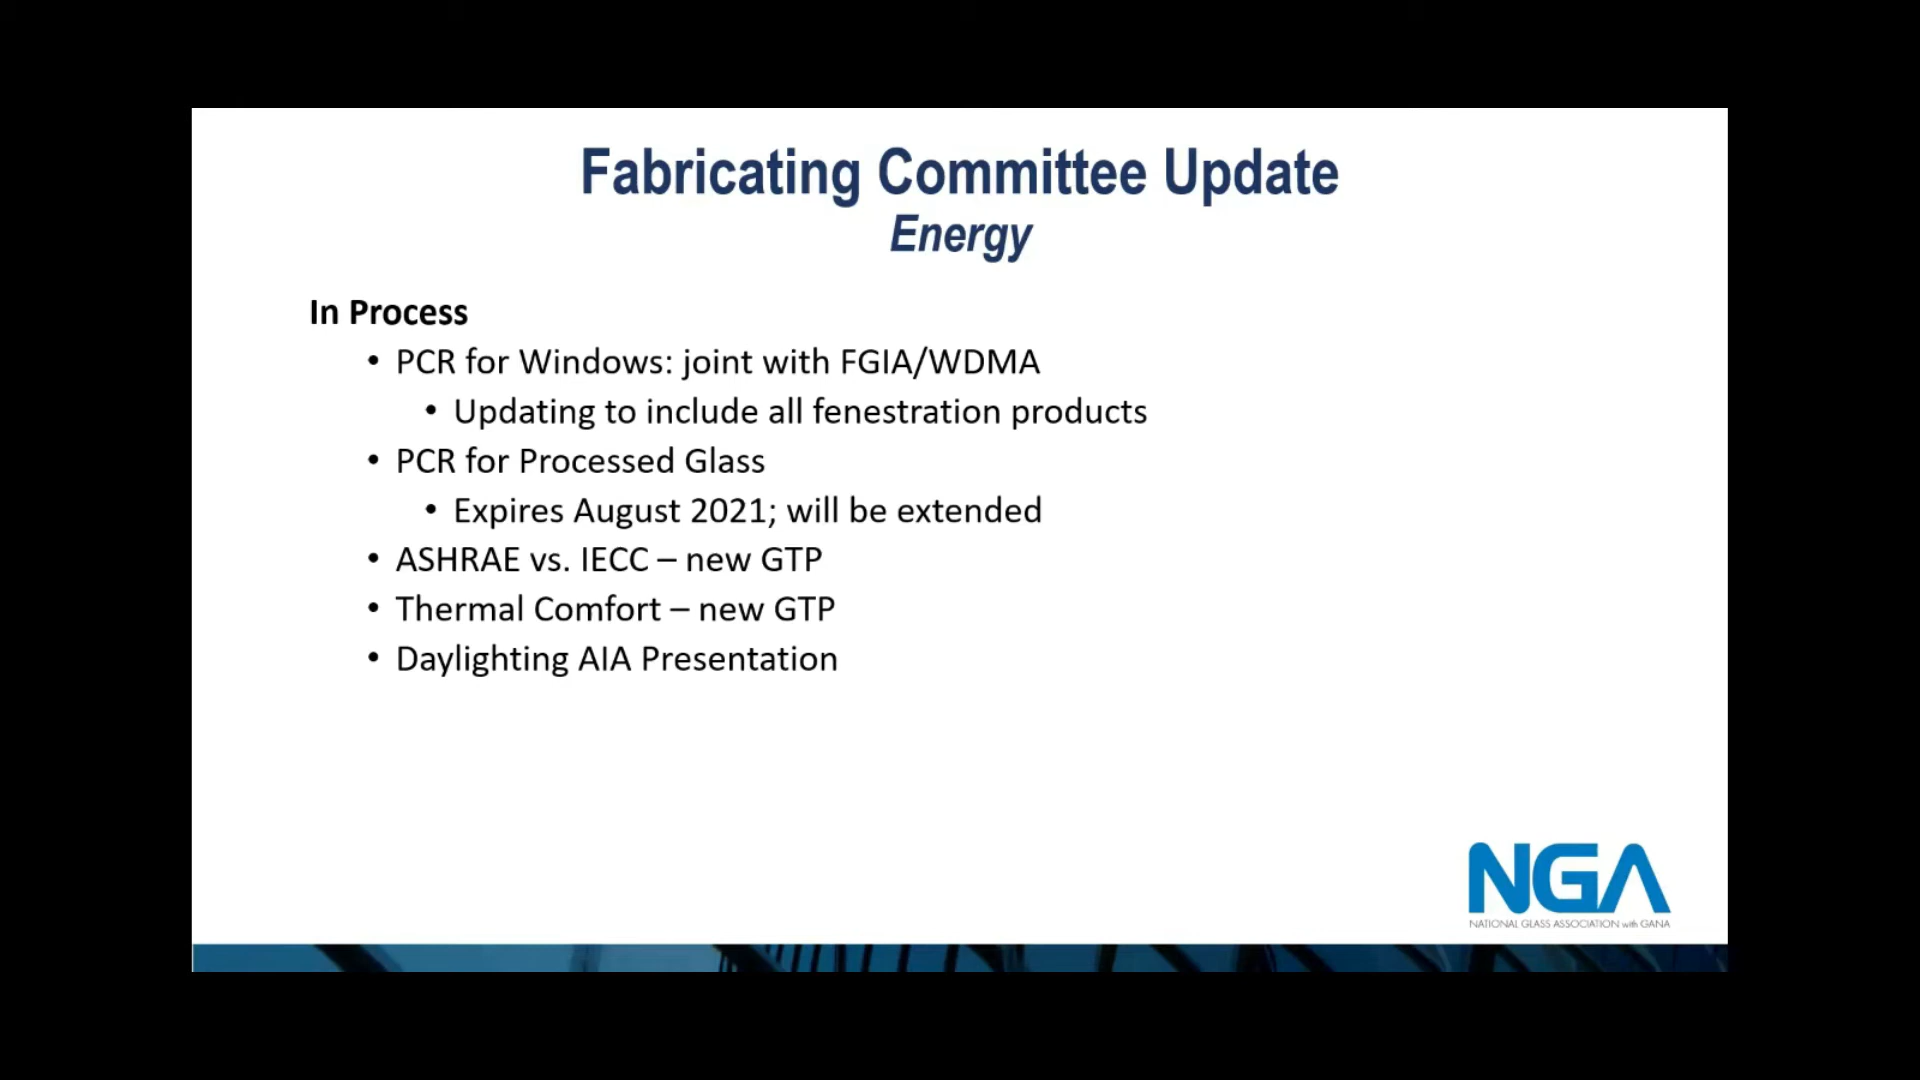 Fabricating Committee Update
Energy
In Process
• PCR for Windows: joint with FGIA/WDMA
• Updating to include all fenestration products
• PCR for Processed Glass
• Expires August 2021; will be extended
• ASHRAE vs. IECC – new GTP
• Thermal Comfort – new GTP
• Daylighting AIA Presentation
NGA
NATIONAL GLASS ASSOCIATION with GANA